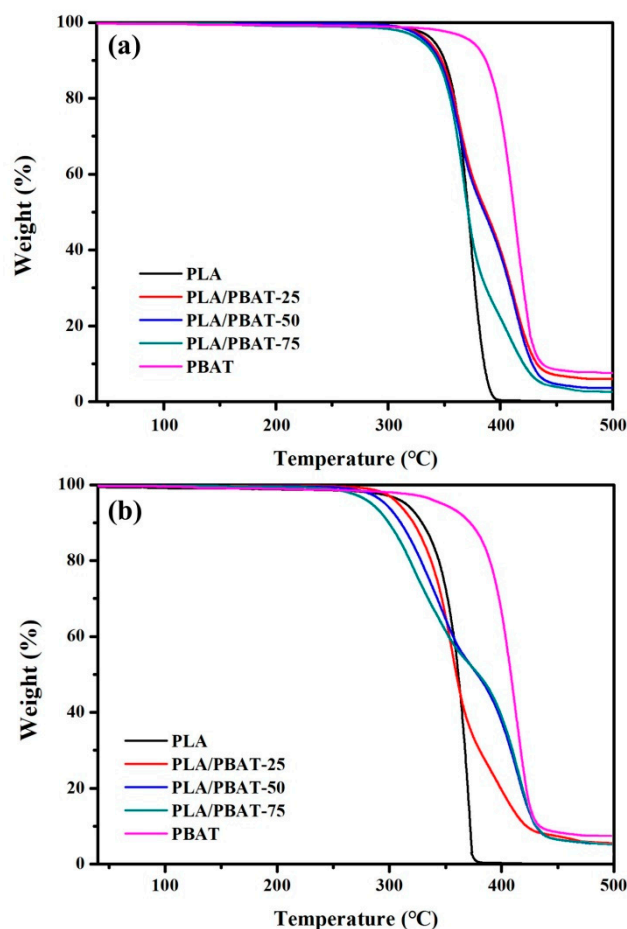 (a)
100
80
60
40
20
0
Weight (%)
PLA
PLA/PBAT-25
PLA/PBAT-50
PLA/PBAT-75
PBAT
100 200 300 400 500
Temperature (°C)
(b)
100
80
60
40
20
0
Weight (%)
PLA
PLA/PBAT-25
PLA/PBAT-50
PLA/PBAT-75
PBAT
100 200 300 400 500
Temperature (°C)